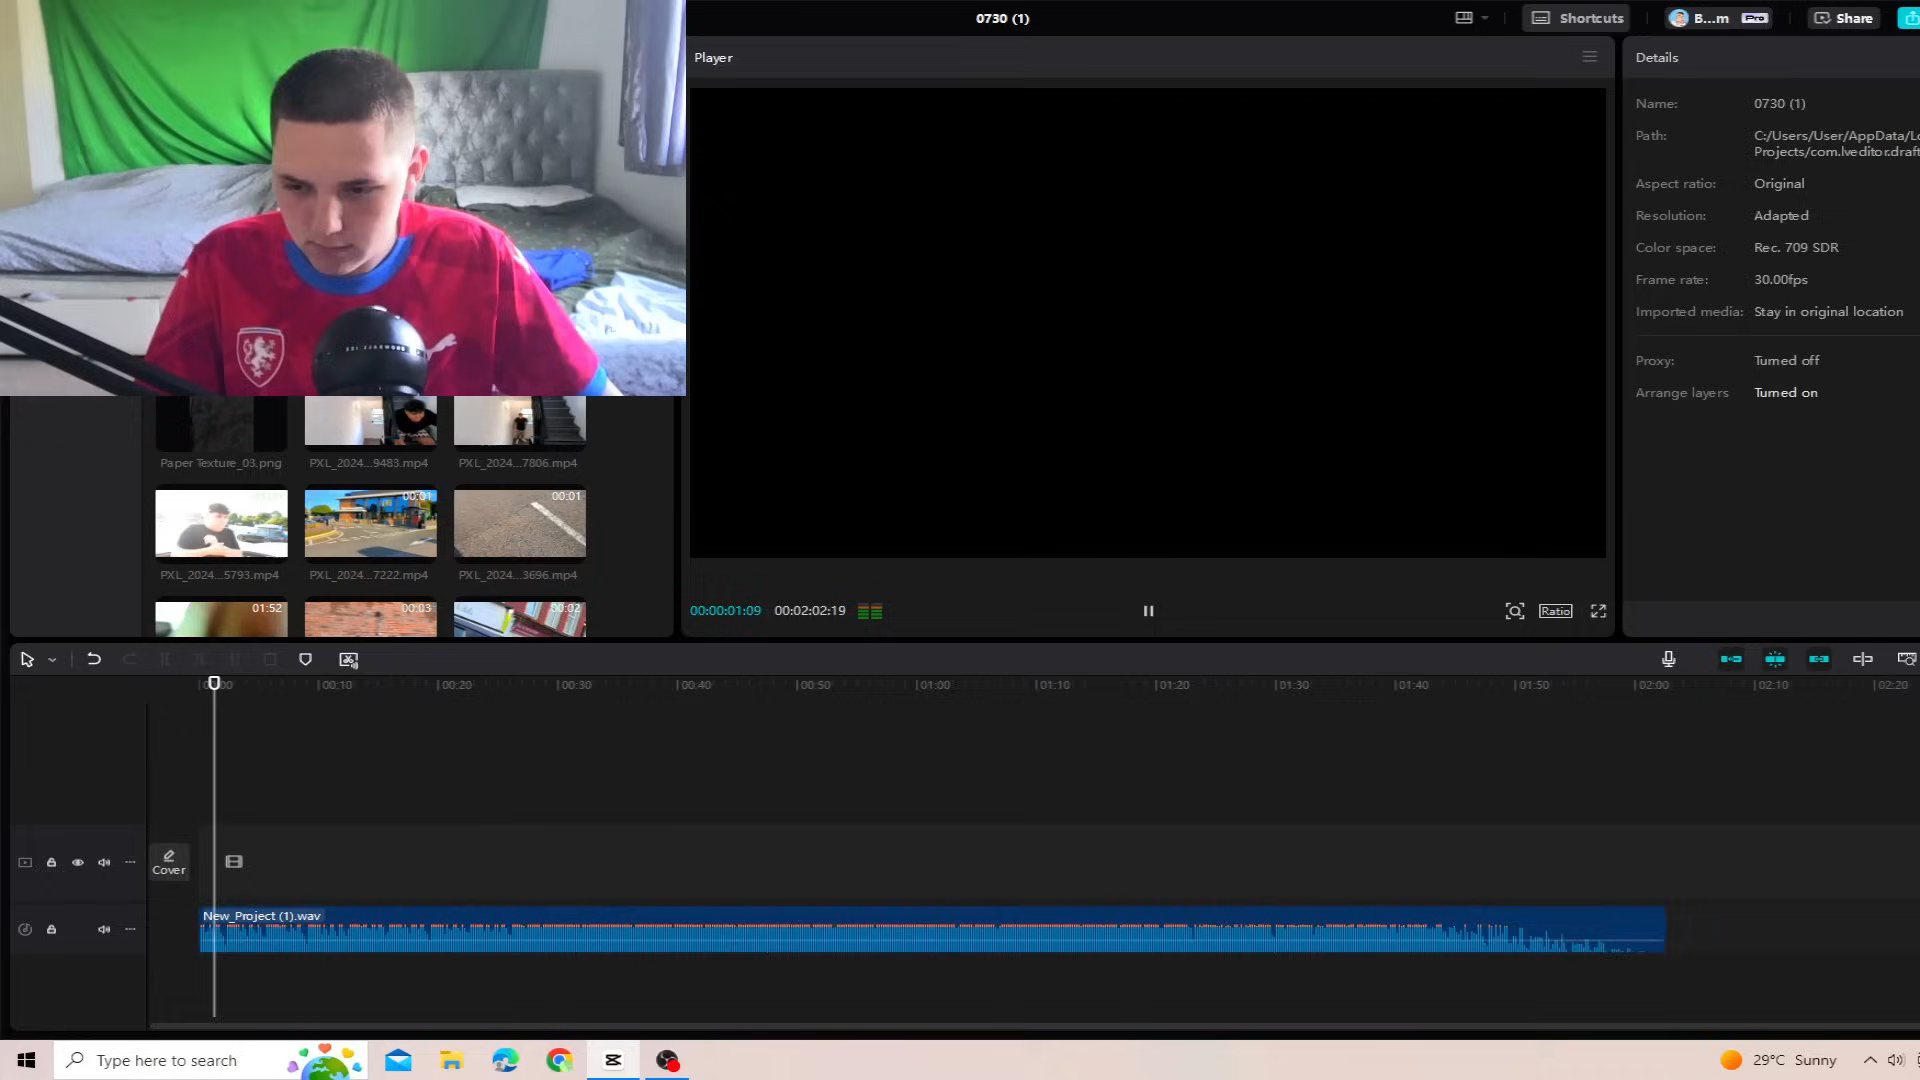 0730 (1)
Shortcuts
B...m
Pro
Share
Player
Details
Name: 0730 (1)
Path: C:/Users/User/AppData/Lo
Projects/com.lveditor.draft
Aspect ratio: Original
Resolution: Adapted
Color space: Rec. 709 SDR
Frame rate: 30.00fps
Imported media: Stay in original location
Proxy: Turned off
Arrange layers Turned on
Paper Texture_03.png
PXL_2024...9483.mp4
PXL_2024...7806.mp4
00:01
00:01
PXL_2024...5793.mp4
PXL_2024...7222.mp4
PXL_2024...3696.mp4
01:52
00:03
00:02
00:00:01:09
00:02:02:19
Ratio
00:00
00:10
00:20
00:30
00:40
00:50
01:00
01:10
01:20
01:30
01:40
01:50
02:00
02:10
02:20
Cover
New_Project (1).wav
Type here to search
29°C Sunny